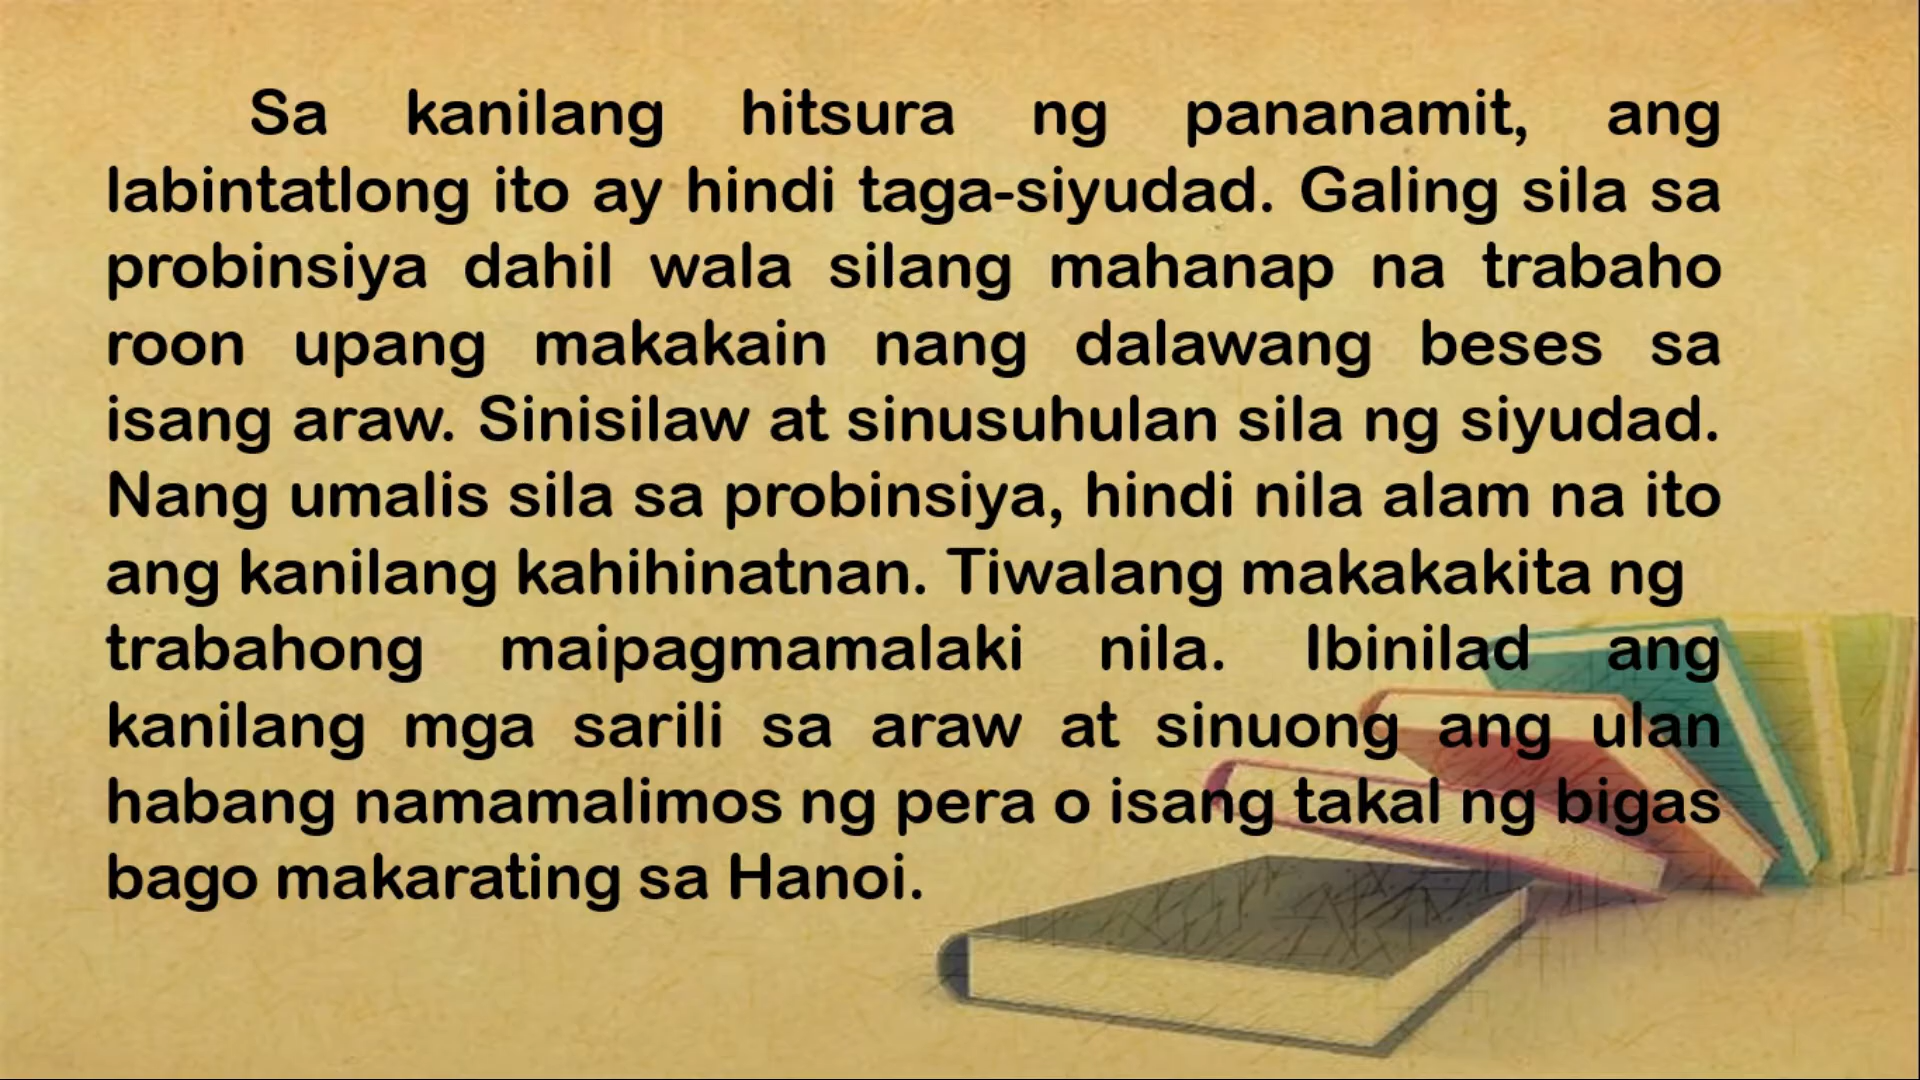 Sa kanilang hitsura ng pananamit, ang
labintatlong ito ay hindi taga-siyudad. Galing sila sa
probinsiya dahil wala silang mahanap na trabaho
roon upang makakain nang dalawang beses sa
isang araw. Sinisilaw at sinusuhulan sila ng siyudad.
Nang umalis sila sa probinsiya, hindi nila alam na ito
ang kanilang kahihinatnan. Tiwalang makakakita ng
trabahong maipagmamalaki nila. Ibinilad ang
kanilang mga sarili sa araw at sinuong ang ulan
habang namamalimos ng pera o isang takal ng bigas
bago makarating sa Hanoi.